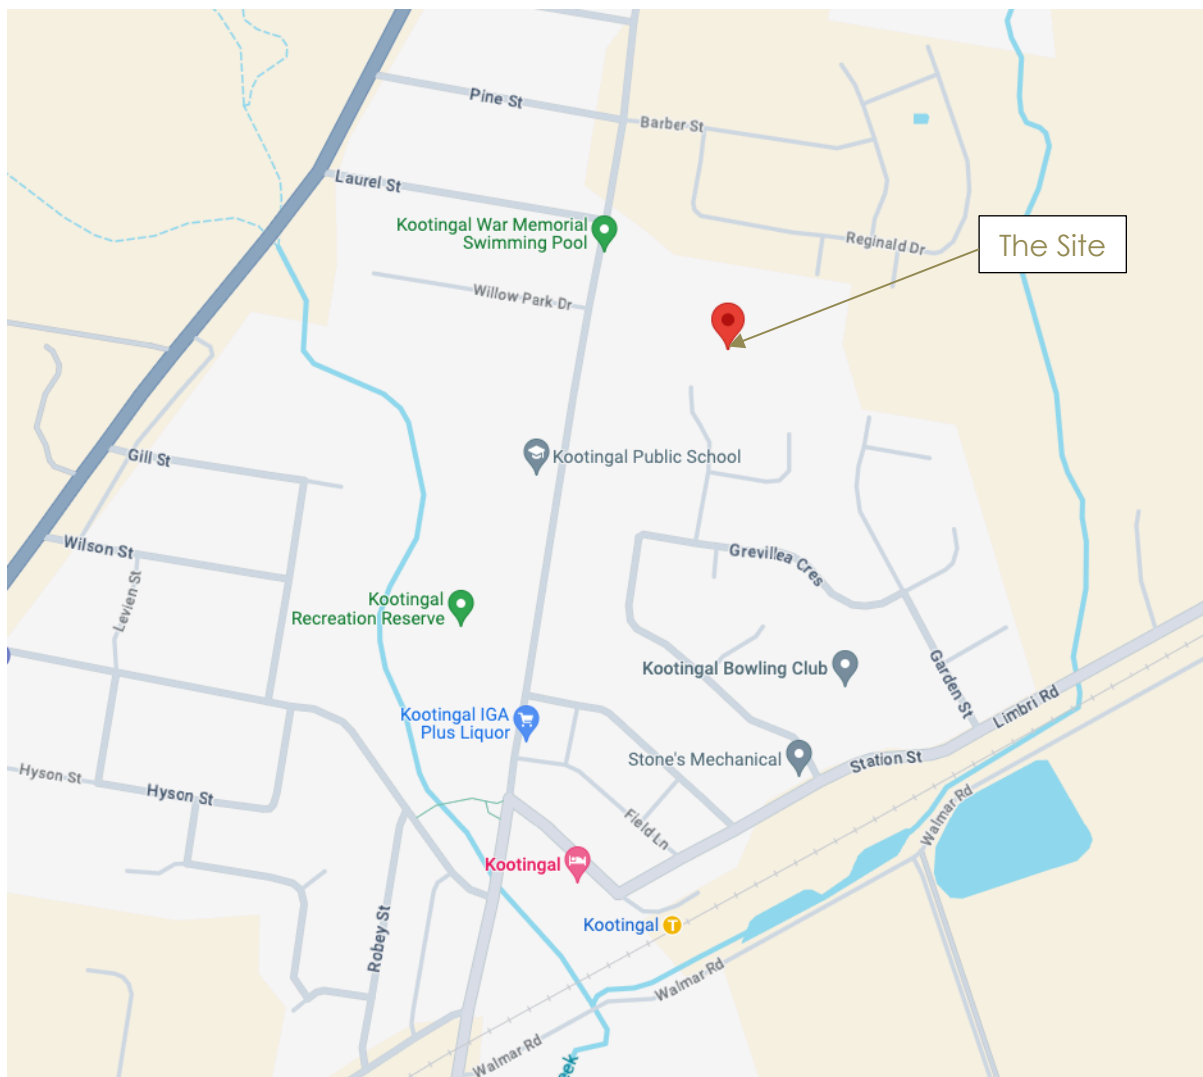 Pine St
Barber St
Laurel St
Kootingal War Memorial
Swimming Pool
Reginald Dr
The Site
Willow Park Dr
Gill St
Kootingal Public School
Wilson St
Levien St
Grevillea Cres
Kootingal
Recreation Reserve
Kootingal Bowling Club
Garden St
Limbri Rd
Kootingal IGA
Plus Liquor
Stone's Mechanical
Station St
Hyson St
Hyson St
Field Ln
Walmar Rd
Kootingal
Robey St
Kootingal
T
Walmar Rd
Walmar Rd